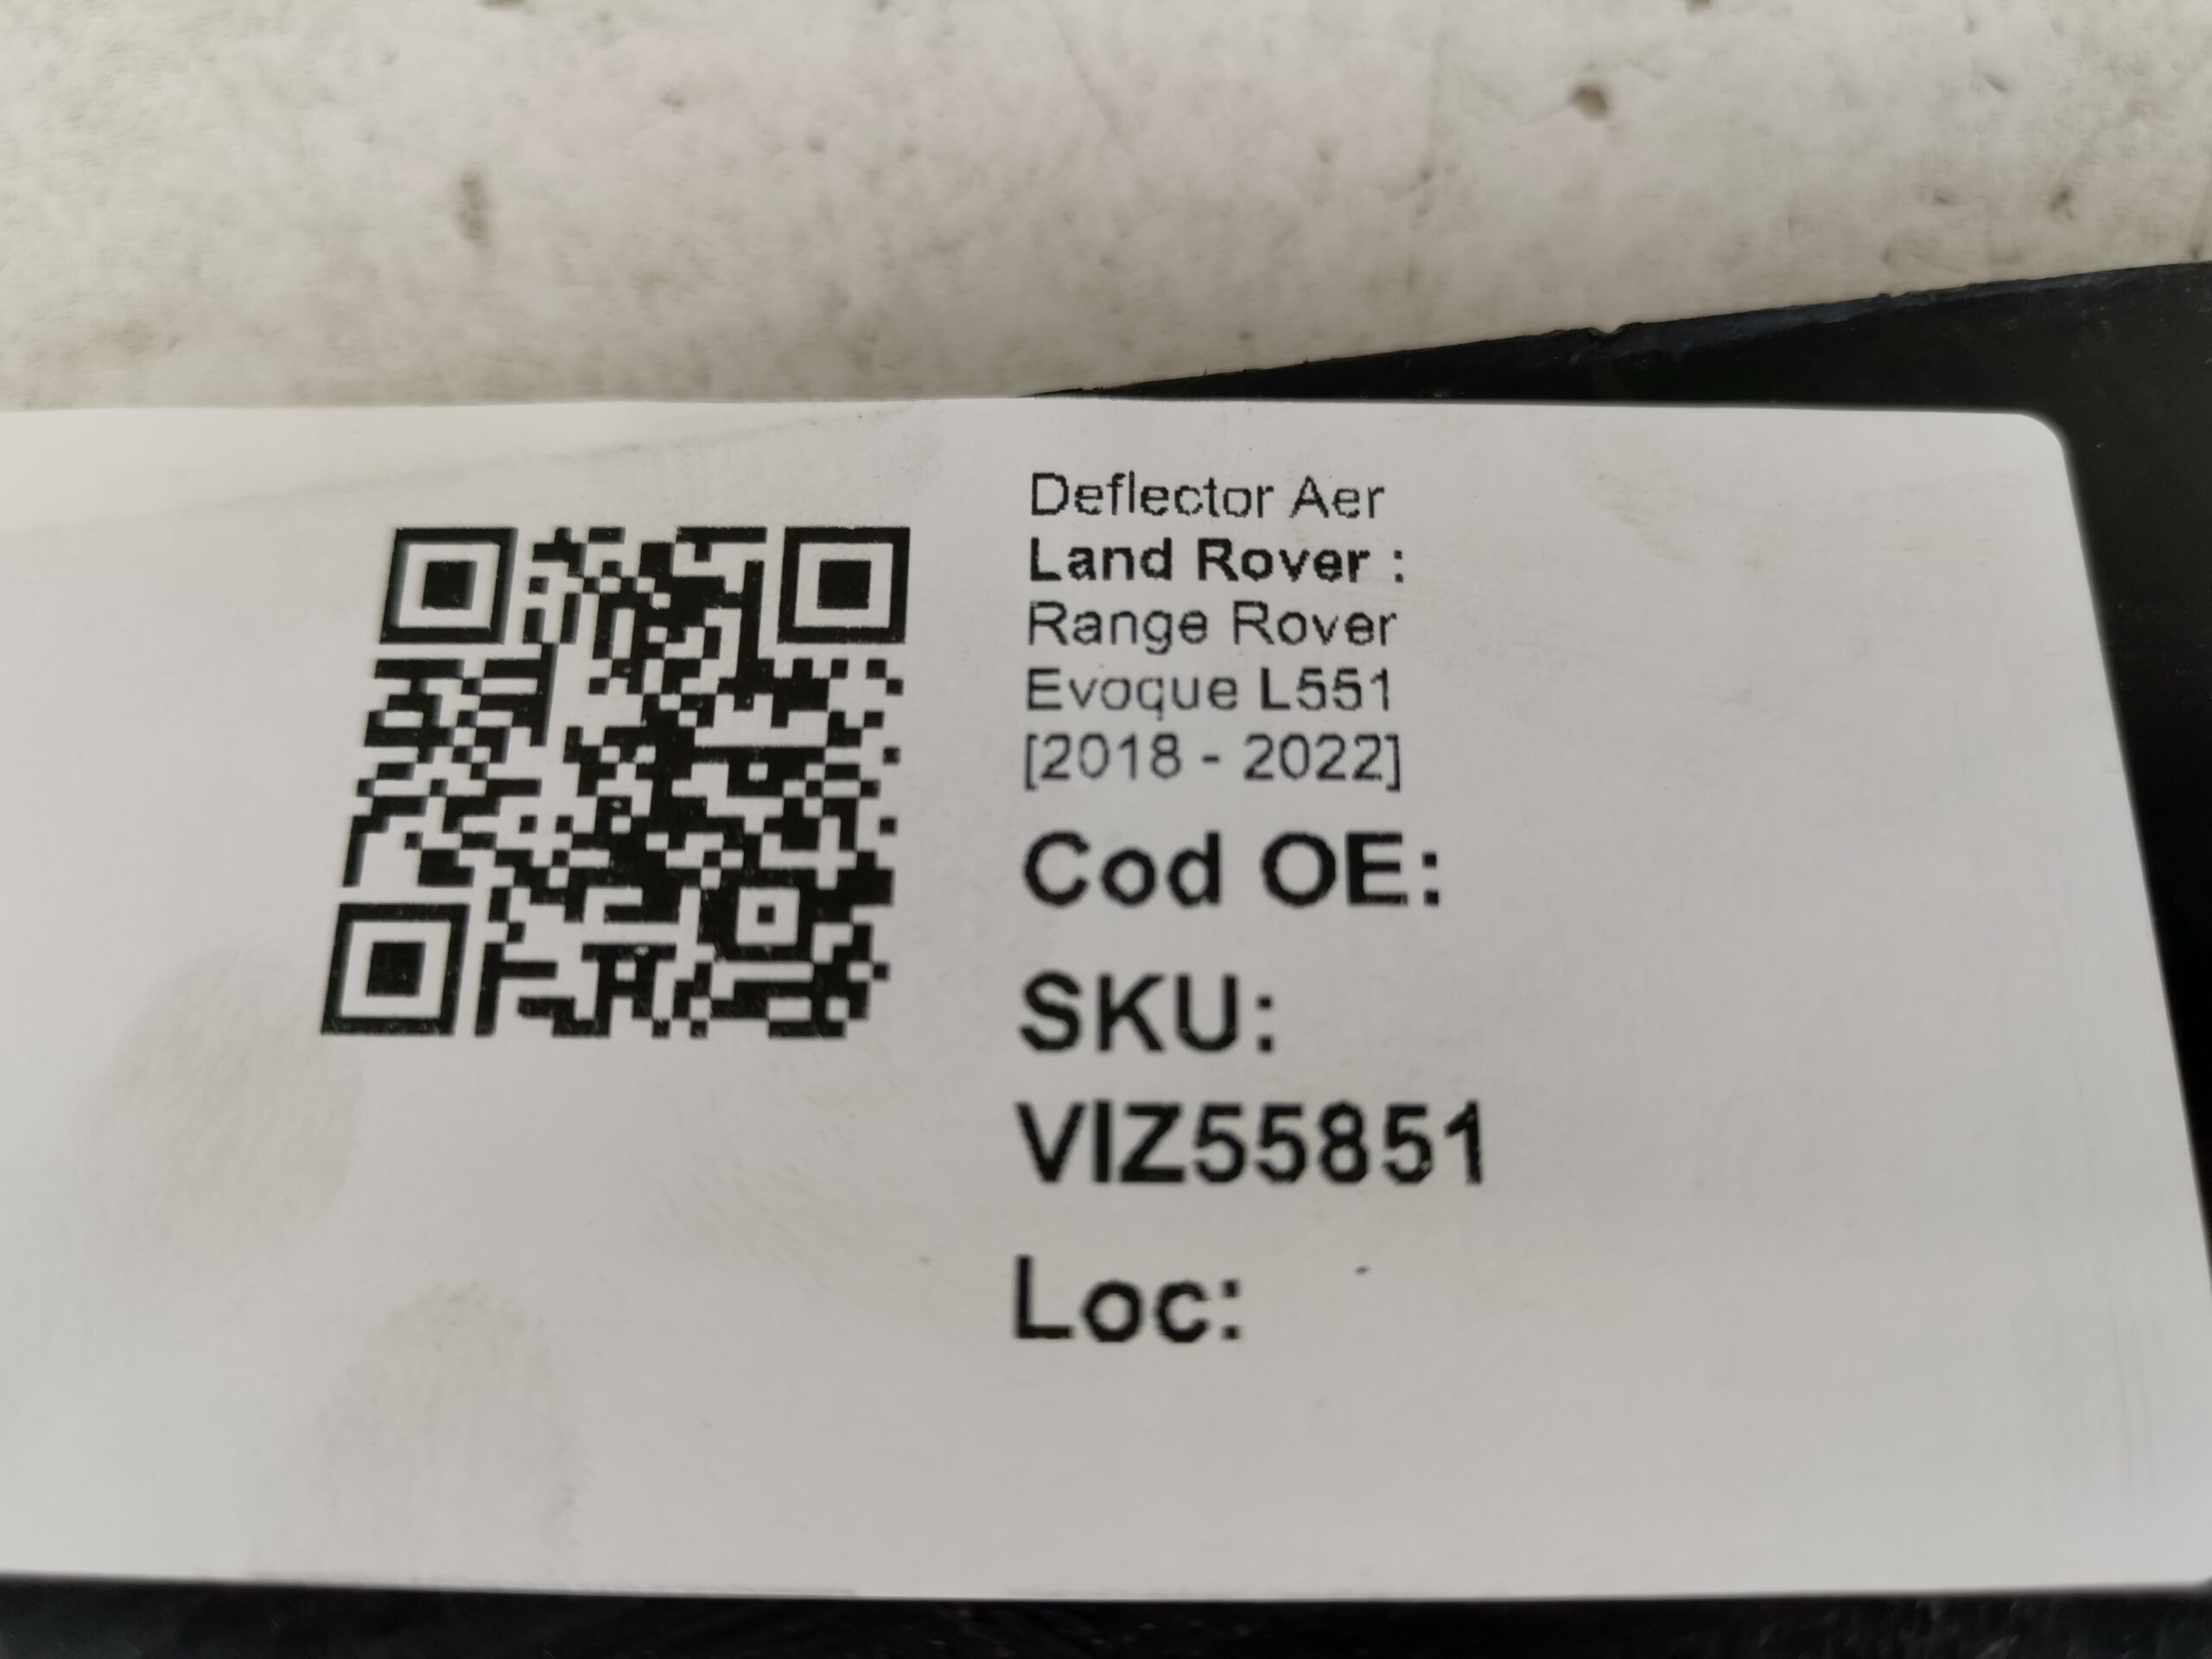 Deflector Aer
Land Rover :
Range Rover
Evoque L551
[2018 - 2022]
Cod OE:
SKU:
VIZ55851
Loc: